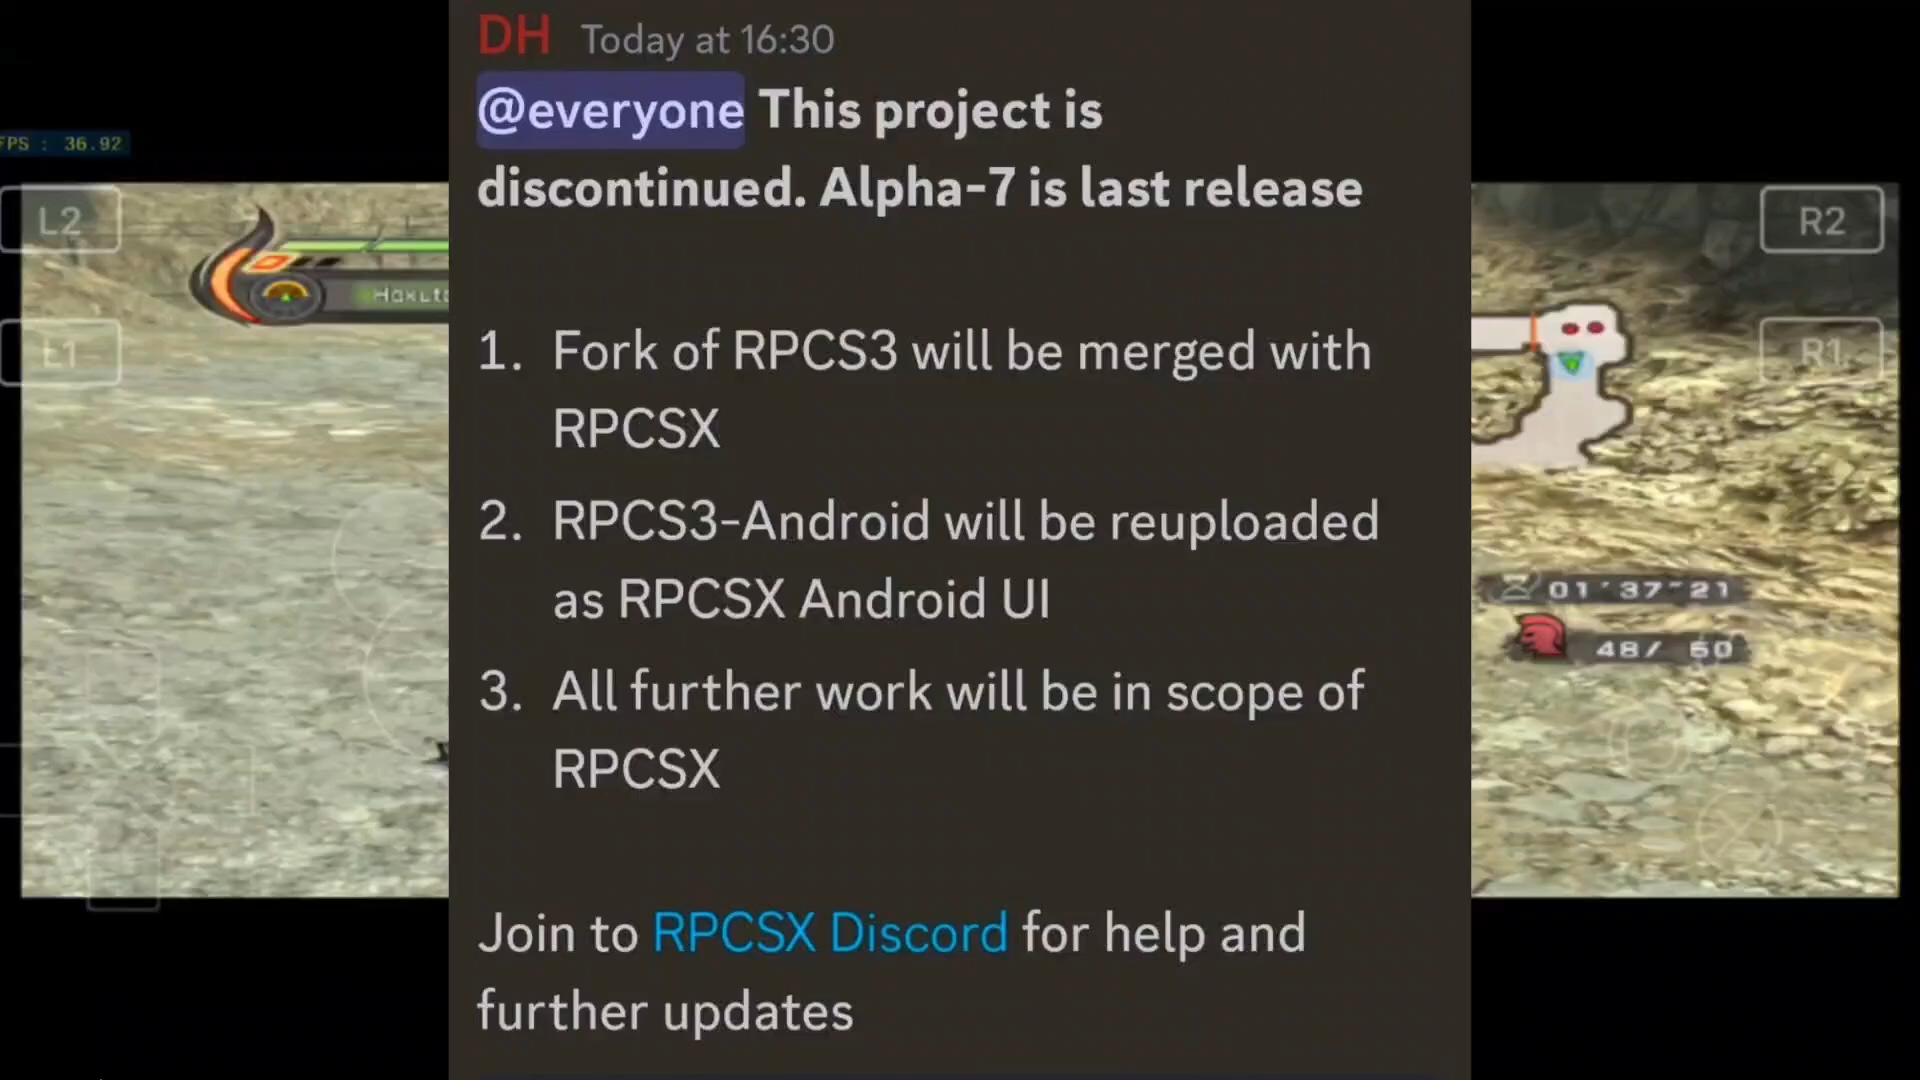 DH Today at 16:30
@everyone This project is
discontinued. Alpha-7 is last release
1. Fork of RPCS3 will be merged with
RPCSX
2. RPCS3-Android will be reuploaded
as RPCSX Android UI
3. All further work will be in scope of
RPCSX
Join to RPCSX Discord for help and
further updates
FPS : 36.92
L2
L1
R2
R1
01'37"21
48/ 50